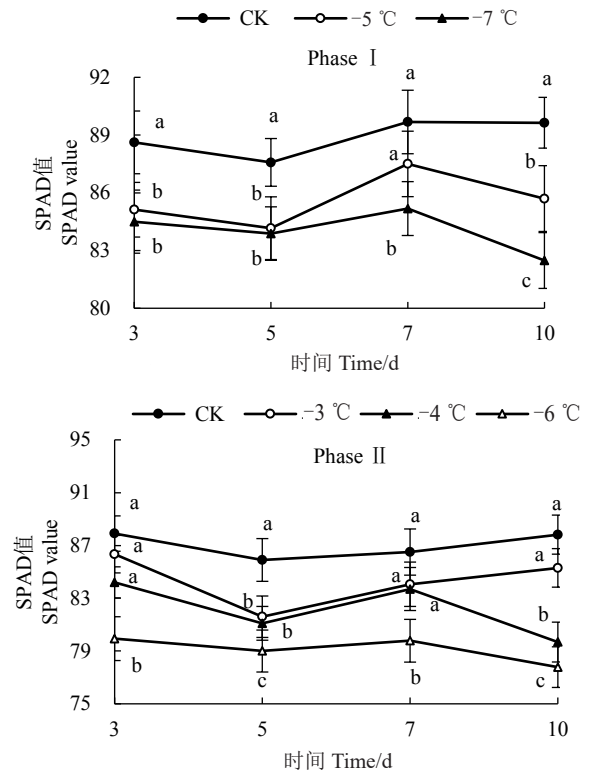 CK -5 ℃ -7 ℃
Phase Ⅰ
92
89
86
83
80
SPAD值
SPAD value
a a a a
b b a b
b b b c
3 5 7 10
时间 Time/d
CK -3 ℃ -4 ℃ -6 ℃
Phase Ⅱ
95
91
87
83
79
75
SPAD值
SPAD value
a a a a
a b a a
a b a b
b c b c
3 5 7 10
时间 Time/d